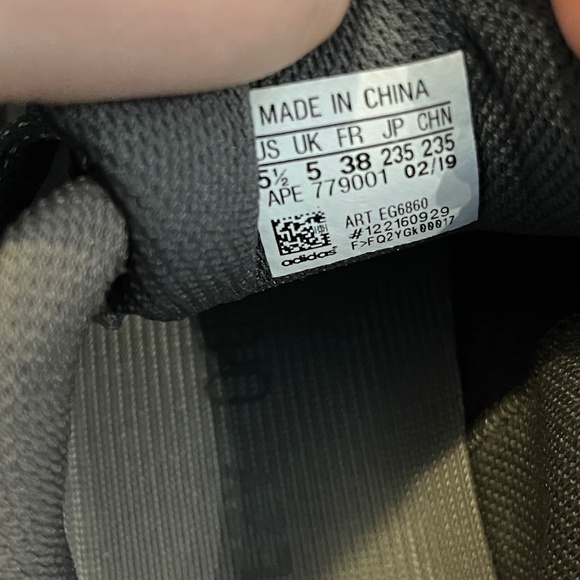 MADE IN CHINA
US UK FR JP CHN
5½ 5 38 235 235
APE 779001 02/19
ART EG6860
#122160929
F>FQ2YGk00017
adidas